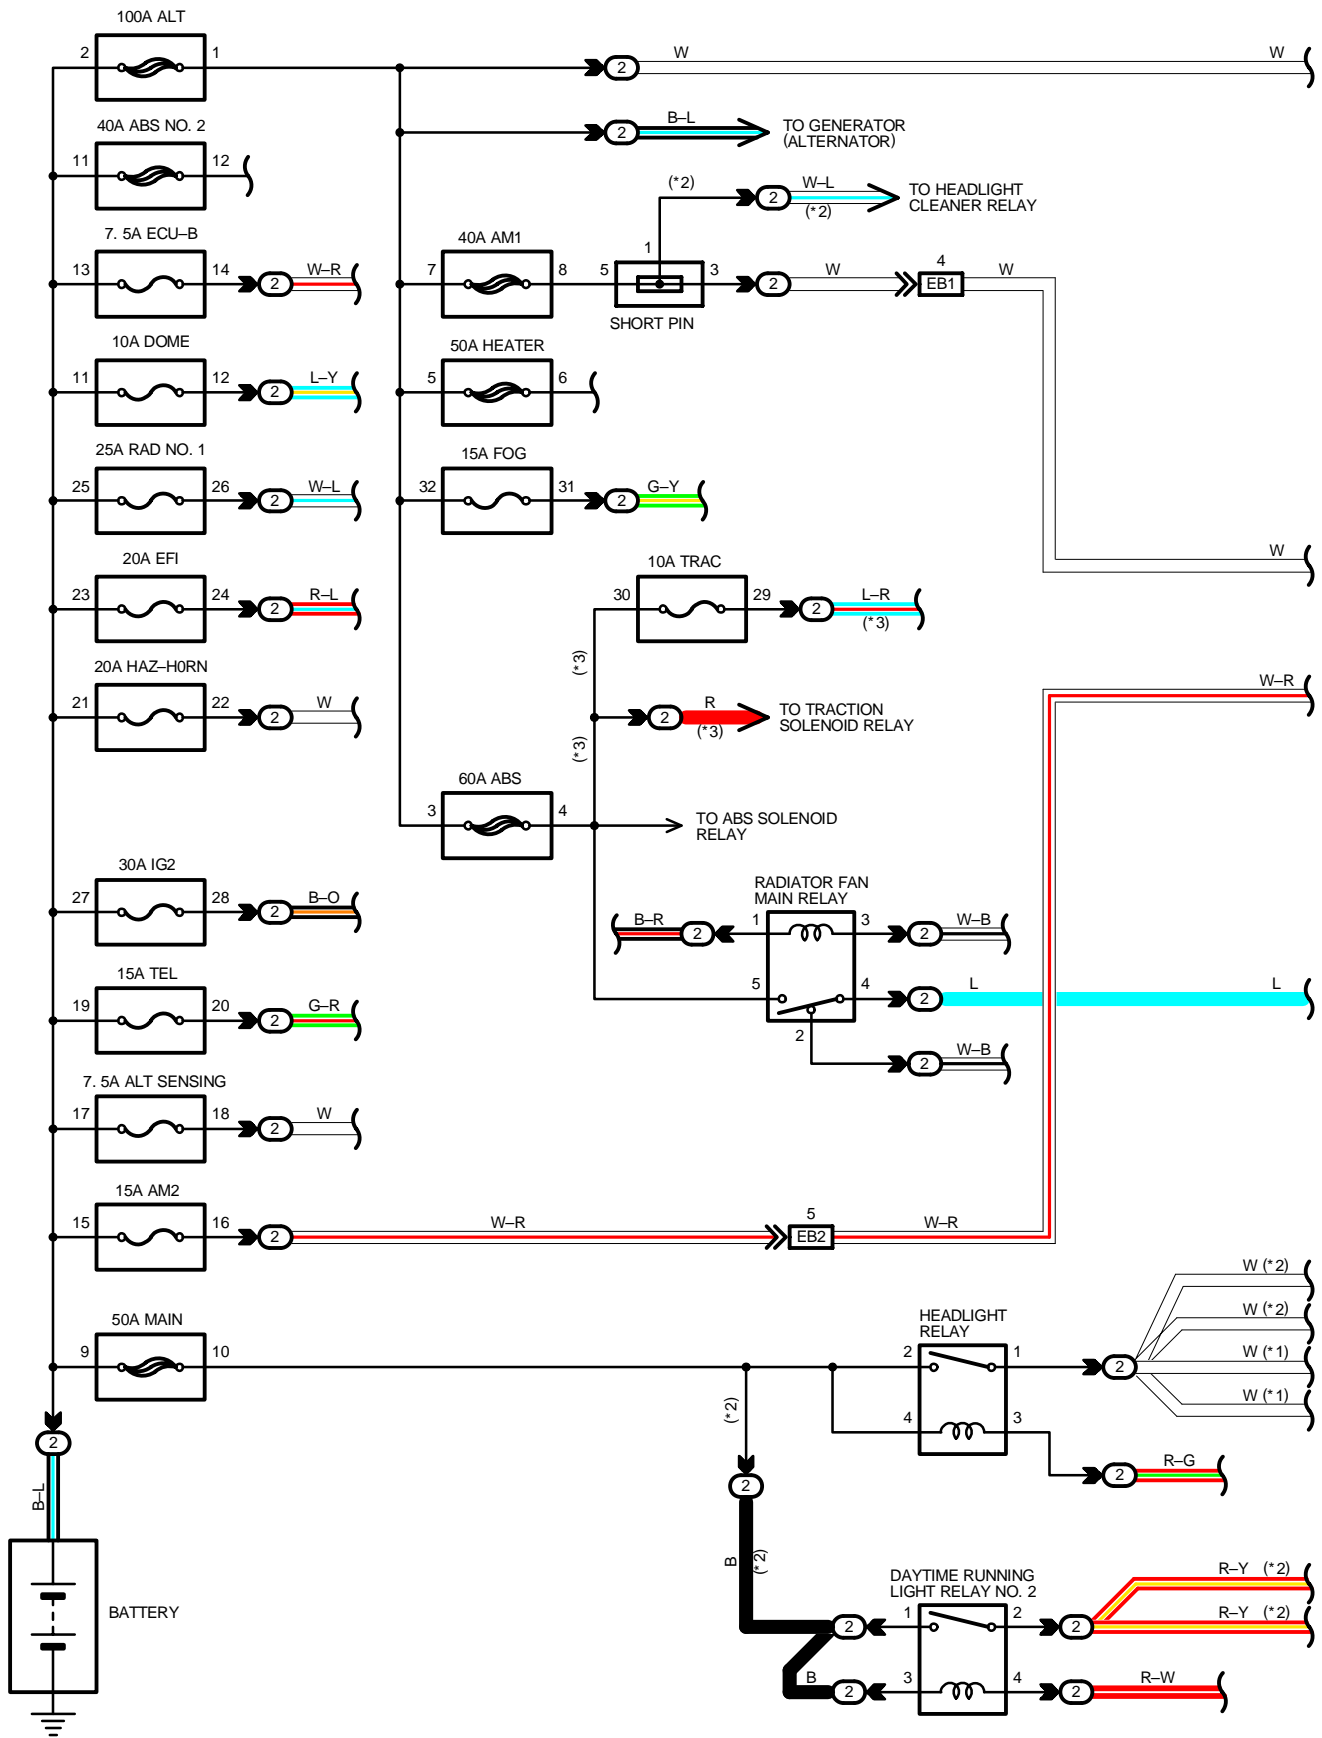 100A ALT
2 1 2 W W
40A ABS NO. 2
2 B–L TO GENERATOR
(ALTERNATOR)
11 12
(*2) 2 W–L (*2) TO HEADLIGHT
CLEANER RELAY
7. 5A ECU–B
40A AM1
1
13 14 2 W–R
7 8 5 3 2 W 4 EB1 W
SHORT PIN
10A DOME
50A HEATER
11 12 2 L–Y
5 6
25A RAD NO. 1
15A FOG
25 26 2 W–L
32 31 2 G–Y
20A EFI
10A TRAC
W
23 24 2 R–L
30 29 2 L–R
(*3)
(*3)
20A HAZ–H0RN
W–R
21 22 2 W
2 R
(*3)
TO TRACTION
SOLENOID RELAY
(*3)
60A ABS
3 4
TO ABS SOLENOID
RELAY
30A IG2
RADIATOR FAN
MAIN RELAY
27 28 2 B–O
B–R 2 1 3 2 W–B
15A TEL
5 4 2 L L
19 20 2 G–R
2 2 W–B
7. 5A ALT SENSING
17 18 2 W
15A AM2
15 16 2 W–R 5 EB2 W–R
50A MAIN
HEADLIGHT
RELAY
W (*2)
W (*2)
9 10
2 1 2 W (*1)
W (*1)
(*2)
4 3
2
2
2 R–G
B–L
B
(*2)
BATTERY
DAYTIME RUNNING
LIGHT RELAY NO. 2
R–Y (*2)
2 1 2 2 R–Y (*2)
B 2 3 4 2 R–W